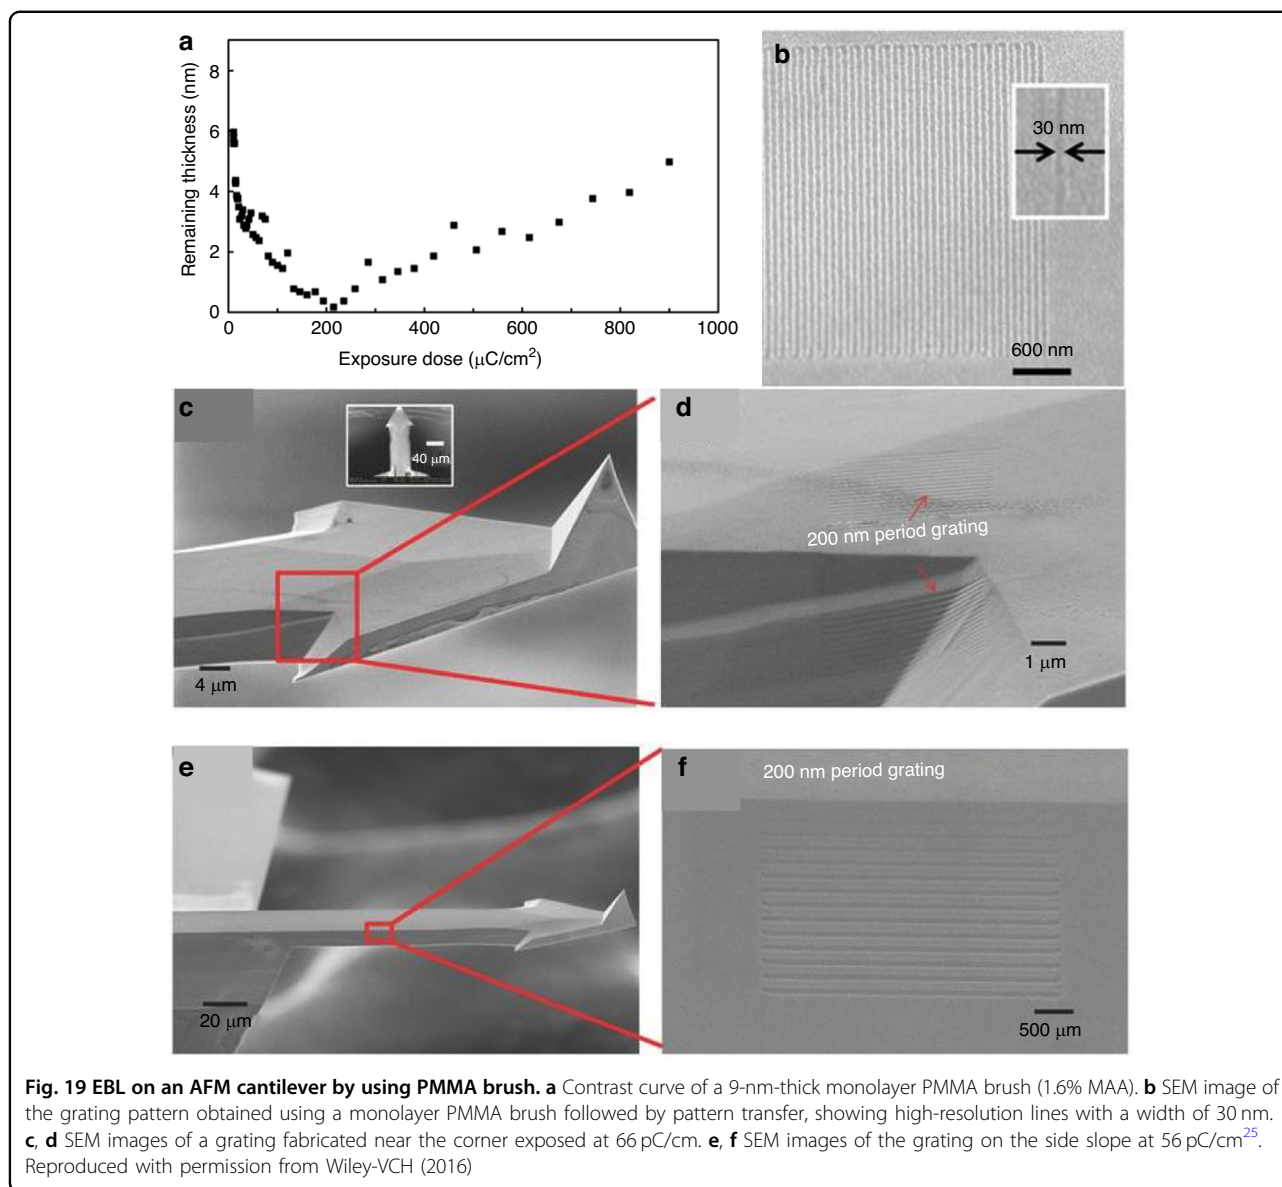 a
Remaining thickness (nm)
8
6
4
2
0
0 200 400 600 800 1000
Exposure dose (μC/cm²)
b
30 nm
600 nm
c
40 μm
4 μm
d
200 nm period grating
1 μm
e
20 μm
f
200 nm period grating
500 μm
Fig. 19 EBL on an AFM cantilever by using PMMA brush. a Contrast curve of a 9-nm-thick monolayer PMMA brush (1.6% MAA). b SEM image of
the grating pattern obtained using a monolayer PMMA brush followed by pattern transfer, showing high-resolution lines with a width of 30 nm.
c, d SEM images of a grating fabricated near the corner exposed at 66 pC/cm. e, f SEM images of the grating on the side slope at 56 pC/cm²⁵.
Reproduced with permission from Wiley-VCH (2016)